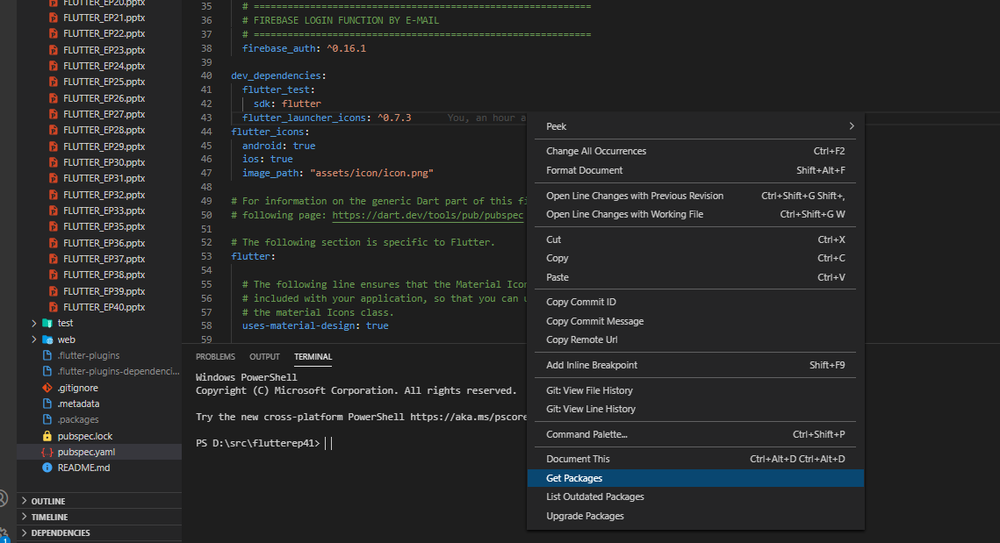 FLUTTER_EP20.pptx
FLUTTER_EP21.pptx
FLUTTER_EP22.pptx
FLUTTER_EP23.pptx
FLUTTER_EP24.pptx
FLUTTER_EP25.pptx
FLUTTER_EP26.pptx
FLUTTER_EP27.pptx
FLUTTER_EP28.pptx
FLUTTER_EP29.pptx
FLUTTER_EP30.pptx
FLUTTER_EP31.pptx
FLUTTER_EP32.pptx
FLUTTER_EP33.pptx
FLUTTER_EP35.pptx
FLUTTER_EP36.pptx
FLUTTER_EP37.pptx
FLUTTER_EP38.pptx
FLUTTER_EP39.pptx
FLUTTER_EP40.pptx
test
web
.flutter-plugins
.flutter-plugins-dependenci...
.gitignore
.metadata
.packages
pubspec.lock
pubspec.yaml
README.md
OUTLINE
TIMELINE
DEPENDENCIES
1
35 # ============================================================
36 # FIREBASE LOGIN FUNCTION BY E-MAIL
37 # ============================================================
38 firebase_auth: ^0.16.1
39
40 dev_dependencies:
41 flutter_test:
42 sdk: flutter
43 flutter_launcher_icons: ^0.7.3 You, an hour a
44 flutter_icons:
45 android: true
46 ios: true
47 image_path: "assets/icon/icon.png"
48
49 # For information on the generic Dart part of this fi
50 # following page: https://dart.dev/tools/pub/pubspec
51
52 # The following section is specific to Flutter.
53 flutter:
54
55 # The following line ensures that the Material Icon
56 # included with your application, so that you can u
57 # the material Icons class.
58 uses-material-design: true
59
PROBLEMS OUTPUT TERMINAL
Windows PowerShell
Copyright (C) Microsoft Corporation. All rights reserved.
Try the new cross-platform PowerShell https://aka.ms/pscore
PS D:\src\flutterep41>
Peek
Change All Occurrences Ctrl+F2
Format Document Shift+Alt+F
Open Line Changes with Previous Revision Ctrl+Shift+G Shift+,
Open Line Changes with Working File Ctrl+Shift+G W
Cut Ctrl+X
Copy Ctrl+C
Paste Ctrl+V
Copy Commit ID
Copy Commit Message
Copy Remote Url
Add Inline Breakpoint Shift+F9
Git: View File History
Git: View Line History
Command Palette... Ctrl+Shift+P
Document This Ctrl+Alt+D Ctrl+Alt+D
Get Packages
List Outdated Packages
Upgrade Packages